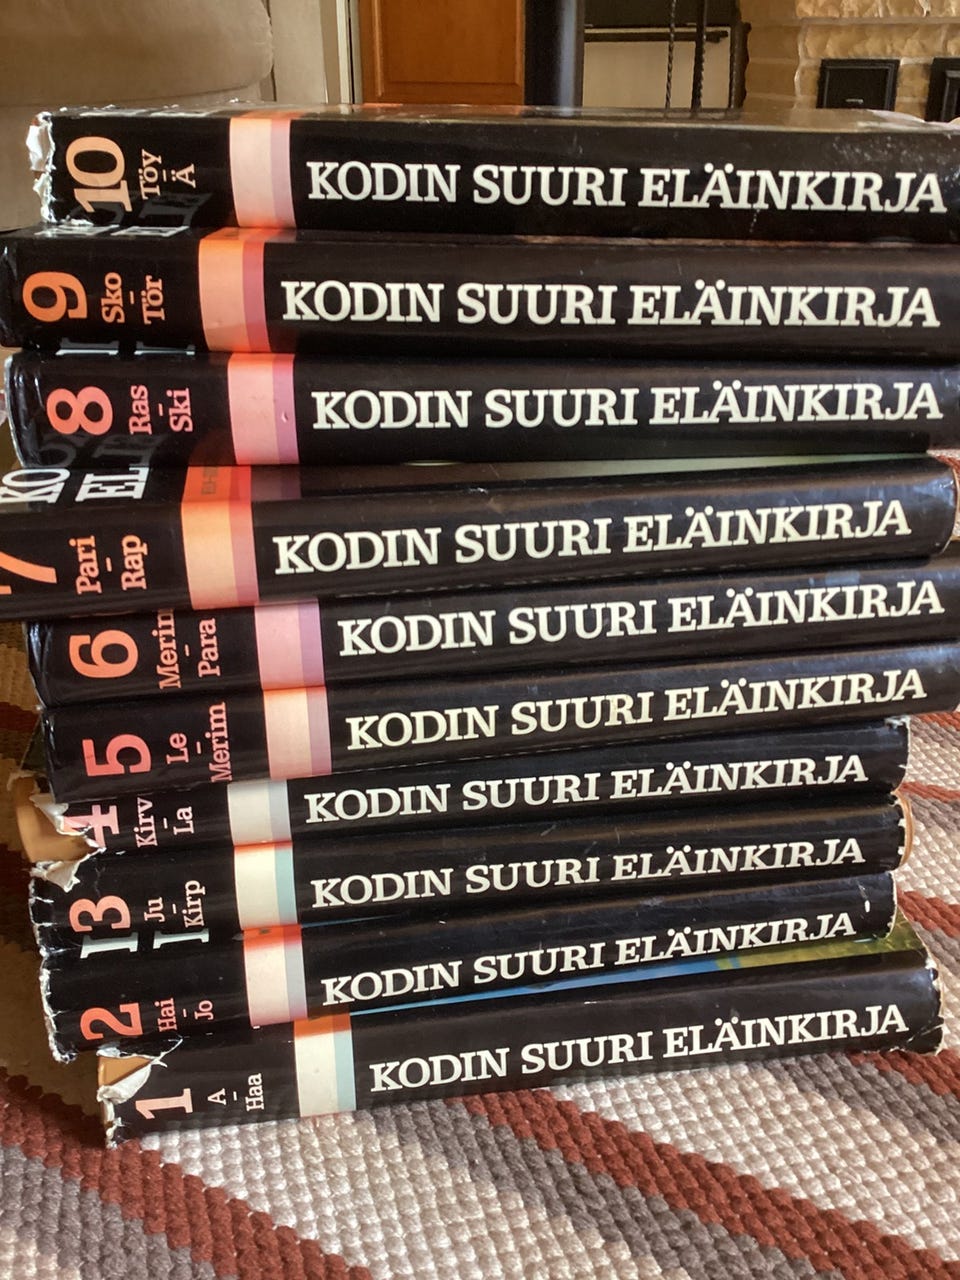 10 Töy - Ä KODIN SUURI ELÄINKIRJA
9 Sko - Tör KODIN SUURI ELÄINKIRJA
8 Ras - Ski KODIN SUURI ELÄINKIRJA
KO
EL
7 Pari - Rap KODIN SUURI ELÄINKIRJA
6 Merin - Para KODIN SUURI ELÄINKIRJA
5 Le - Merim KODIN SUURI ELÄINKIRJA
4 Kirv - La KODIN SUURI ELÄINKIRJA
3 Ju - Kirp KODIN SUURI ELÄINKIRJA
2 Hai - Jo KODIN SUURI ELÄINKIRJA
1 A - Haa KODIN SUURI ELÄINKIRJA